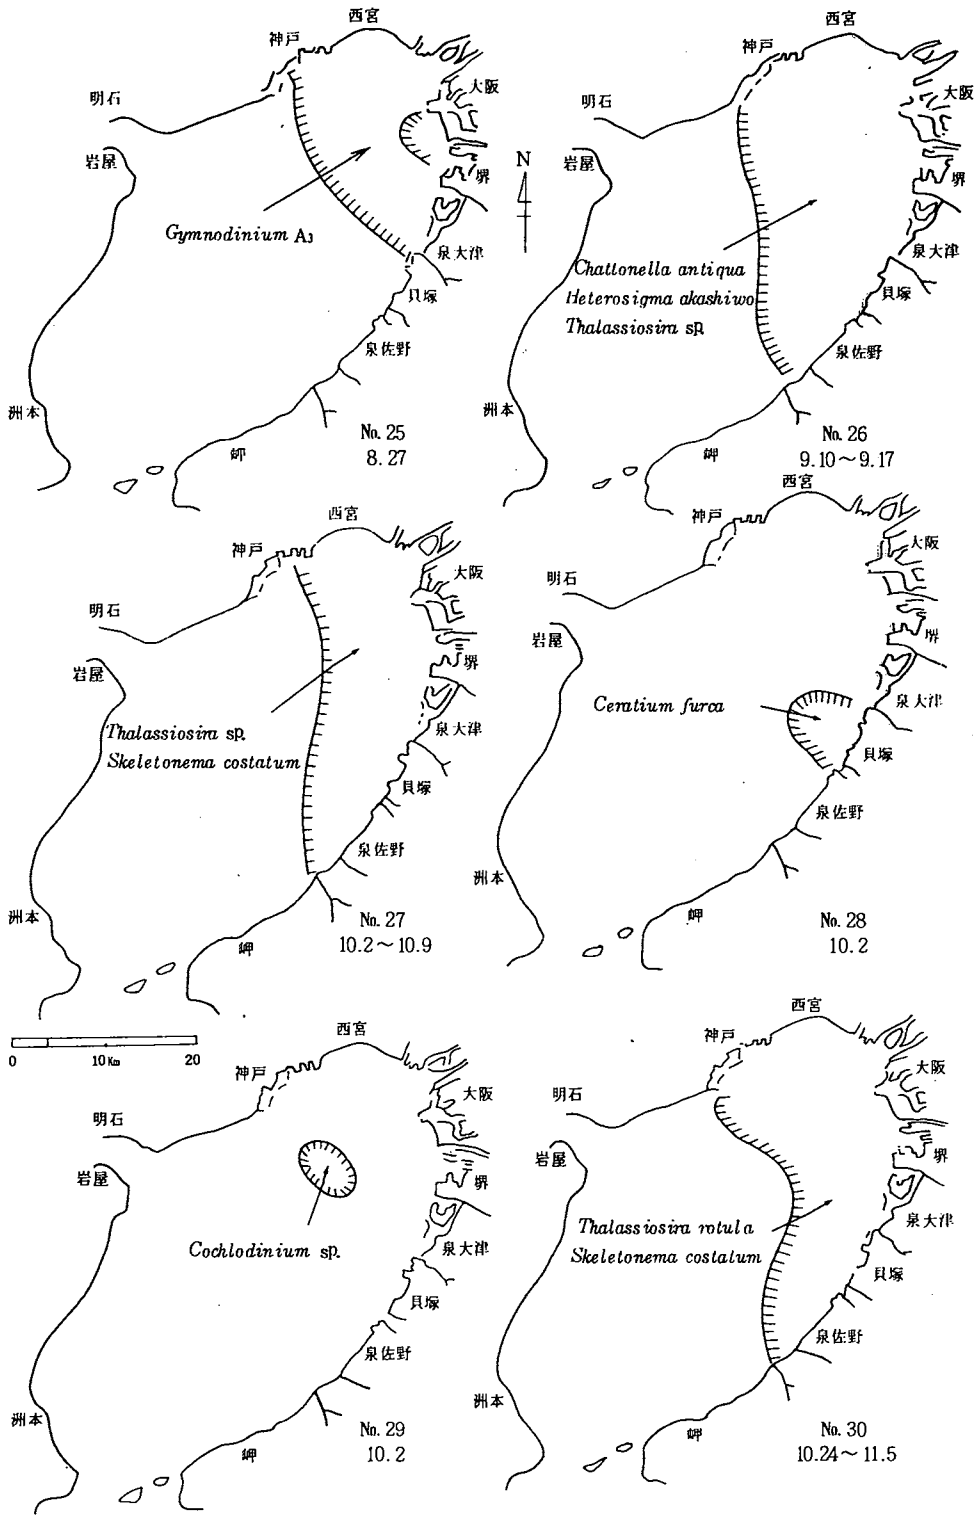 西宮
神戸
大阪
明石
岩屋
堺
Gymnodinium A3
泉大津
貝塚
泉佐野
洲本
岬
No. 25
8.27
N
西宮
神戸
大阪
明石
岩屋
堺
泉大津
Chattonella antiqua
Heterosigma akashiwo
Thalassiosira sp.
貝塚
泉佐野
洲本
岬
No. 26
9.10～9.17
西宮
神戸
大阪
明石
岩屋
堺
Thalassiosira sp.
Skeletonema costatum
泉大津
貝塚
泉佐野
洲本
岬
No. 27
10.2～10.9
西宮
神戸
大阪
明石
岩屋
堺
Ceratium furca
泉大津
貝塚
泉佐野
洲本
岬
No. 28
10.2
0 10Km 20
西宮
神戸
大阪
明石
岩屋
堺
Cochlodinium sp.
泉大津
貝塚
泉佐野
洲本
岬
No. 29
10.2
西宮
神戸
大阪
明石
岩屋
堺
Thalassiosira rotula
Skeletonema costatum
泉大津
貝塚
泉佐野
洲本
岬
No. 30
10.24～11.5